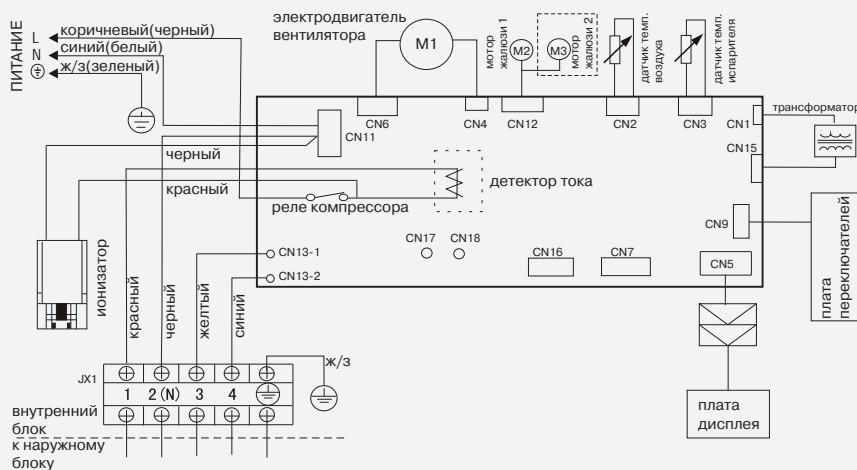 ПИТАНИЕ
L
коричневый(черный)
N
синий(белый)
ж/з(зеленый)
электродвигатель
вентилятора
M1
мотор
жалюзи 1
M2
M3
мотор
жалюзи 2
датчик темп.
воздуха
датчик темп.
испарителя
трансформатор
CN6
CN4
CN12
CN2
CN3
CN1
CN11
CN15
черный
красный
детектор тока
реле компрессора
CN9
ионизатор
CN13-1
CN13-2
CN17
CN18
CN16
CN7
CN5
плата
переключателей
красный
черный
желтый
синий
ж/з
JX1
1
2(N)
3
4
внутренний
блок
к наружному
блоку
плата
дисплея